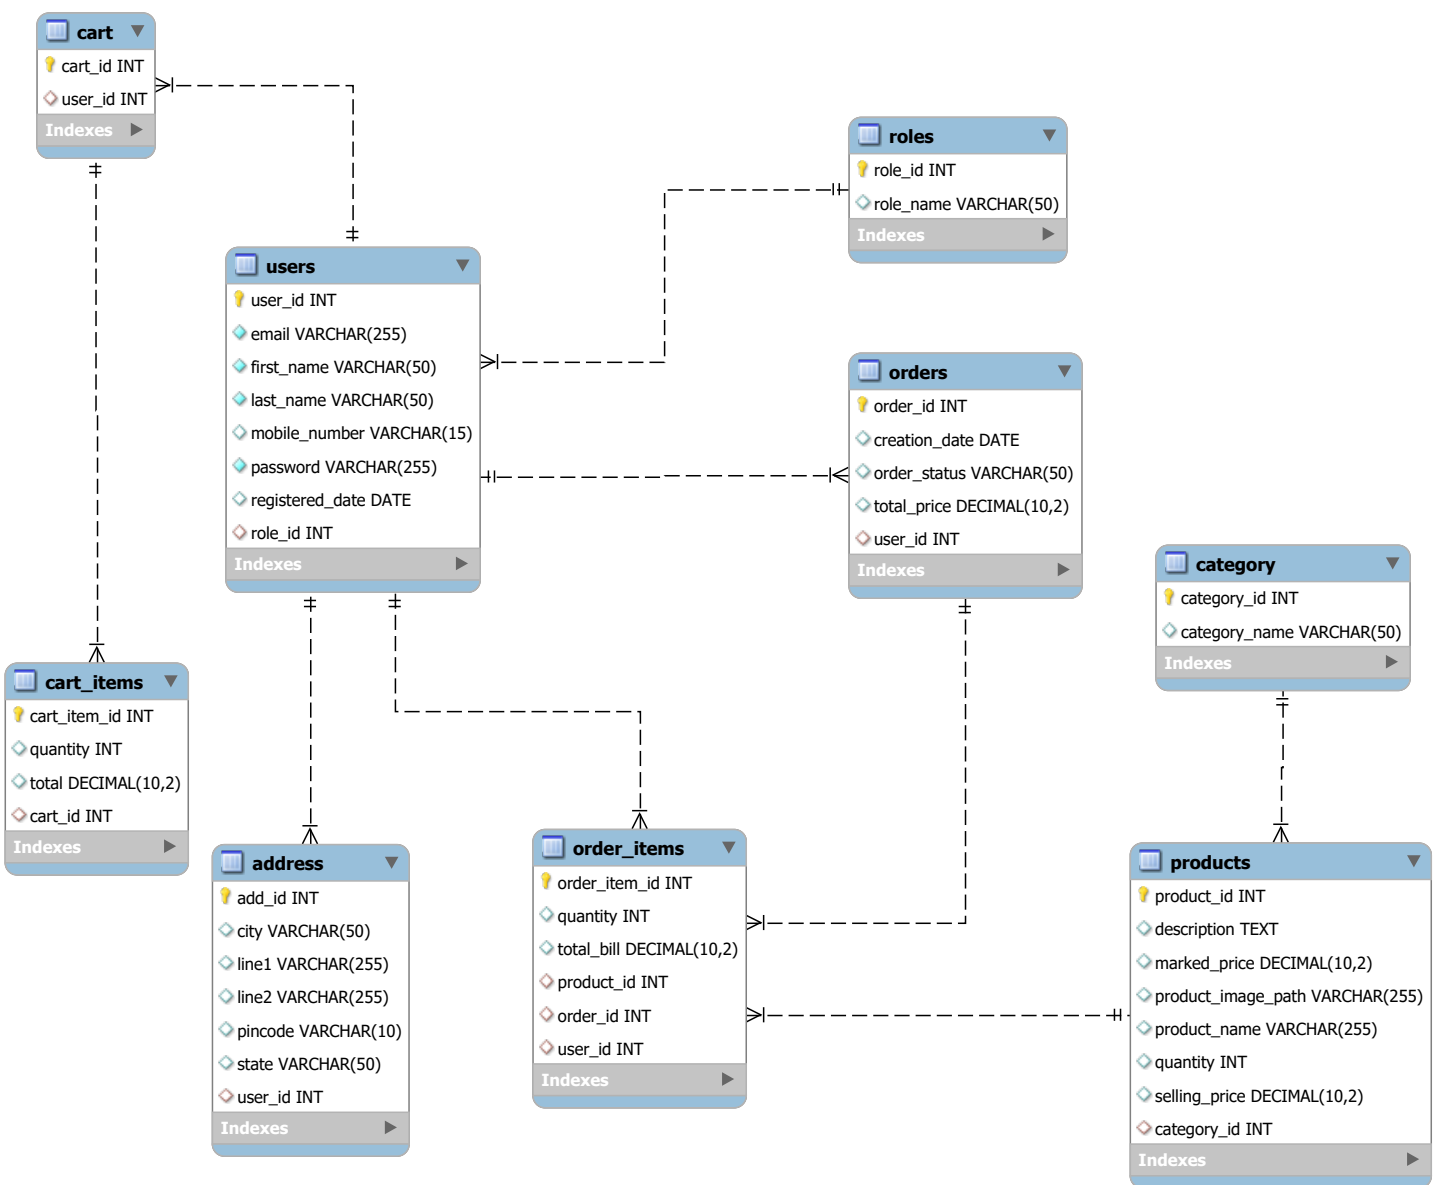 cart
cart_id INT
user_id INT
Indexes
roles
role_id INT
role_name VARCHAR(50)
Indexes
users
user_id INT
email VARCHAR(255)
first_name VARCHAR(50)
last_name VARCHAR(50)
mobile_number VARCHAR(15)
password VARCHAR(255)
registered_date DATE
role_id INT
Indexes
orders
order_id INT
creation_date DATE
order_status VARCHAR(50)
total_price DECIMAL(10,2)
user_id INT
Indexes
category
category_id INT
category_name VARCHAR(50)
Indexes
cart_items
cart_item_id INT
quantity INT
total DECIMAL(10,2)
cart_id INT
Indexes
address
add_id INT
city VARCHAR(50)
line1 VARCHAR(255)
line2 VARCHAR(255)
pincode VARCHAR(10)
state VARCHAR(50)
user_id INT
Indexes
order_items
order_item_id INT
quantity INT
total_bill DECIMAL(10,2)
product_id INT
order_id INT
user_id INT
Indexes
products
product_id INT
description TEXT
marked_price DECIMAL(10,2)
product_image_path VARCHAR(255)
product_name VARCHAR(255)
quantity INT
selling_price DECIMAL(10,2)
category_id INT
Indexes